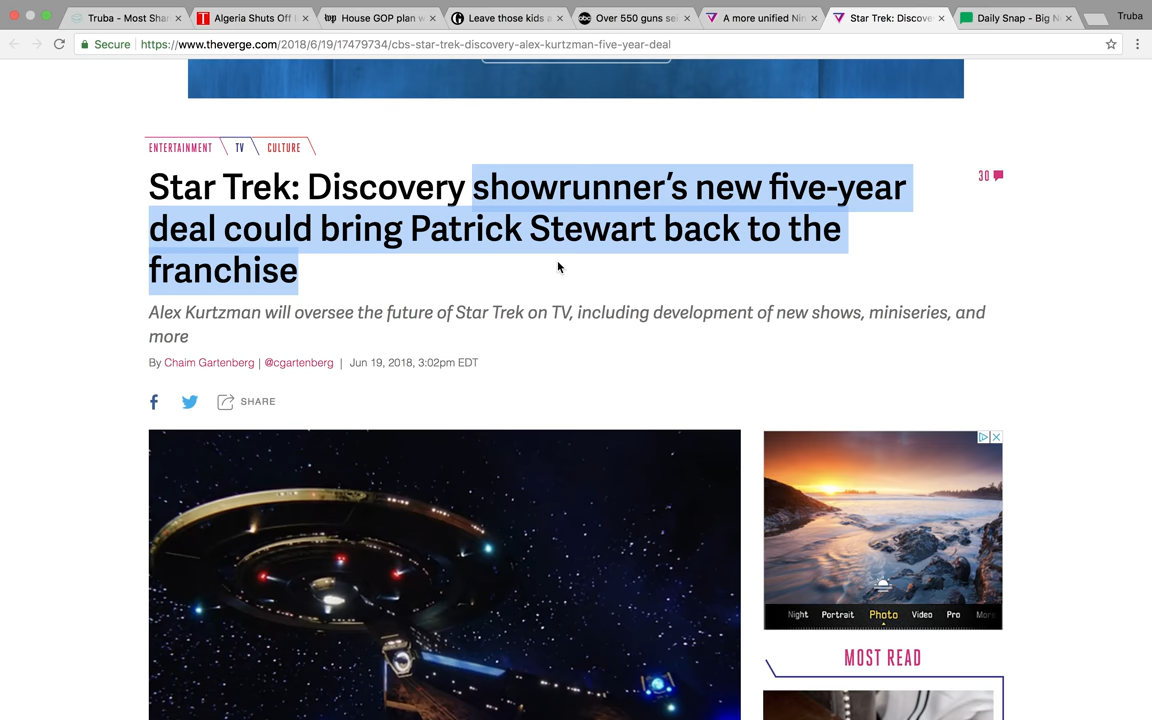 Truba - Most Shar
Algeria Shuts Off
House GOP plan w
Leave those kids a
Over 550 guns sei
A more unified Nin
Star Trek: Discove
Daily Snap - Big N
Truba
Secure
https://www.theverge.com/2018/6/19/17479734/cbs-star-trek-discovery-alex-kurtzman-five-year-deal
ENTERTAINMENT TV CULTURE
Star Trek: Discovery showrunner’s new five-year
deal could bring Patrick Stewart back to the
franchise
30
Alex Kurtzman will oversee the future of Star Trek on TV, including development of new shows, miniseries, and
more
By Chaim Gartenberg | @cgartenberg | Jun 19, 2018, 3:02pm EDT
SHARE
Night Portrait Photo Video Pro More
MOST READ